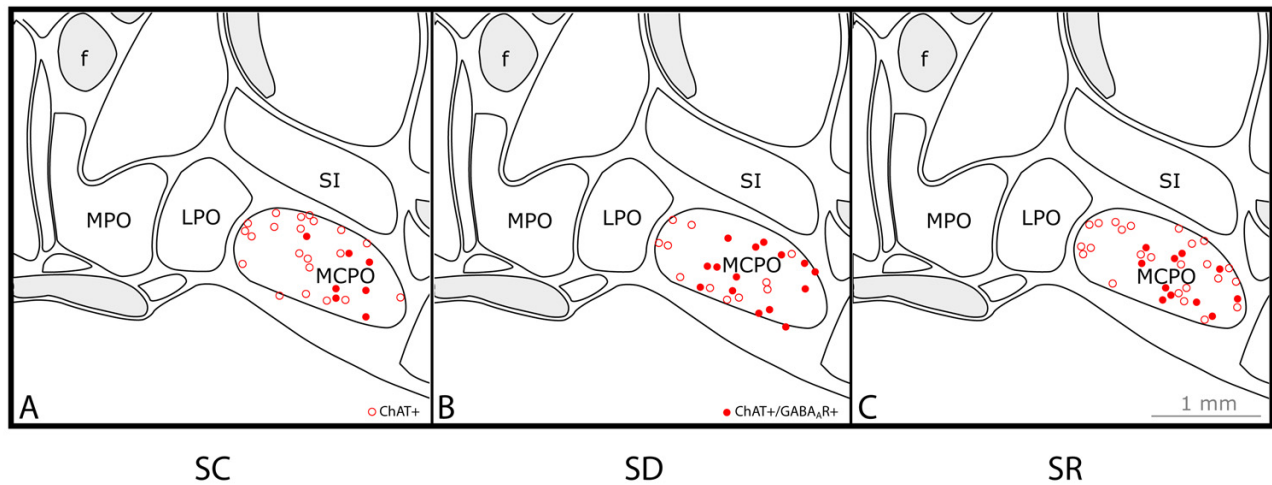 f
SI
MPO
LPO
MCPO
A
ChAT+
f
SI
MPO
LPO
MCPO
B
ChAT+/GABA_AR+
f
SI
MPO
LPO
MCPO
C
1 mm
SC
SD
SR